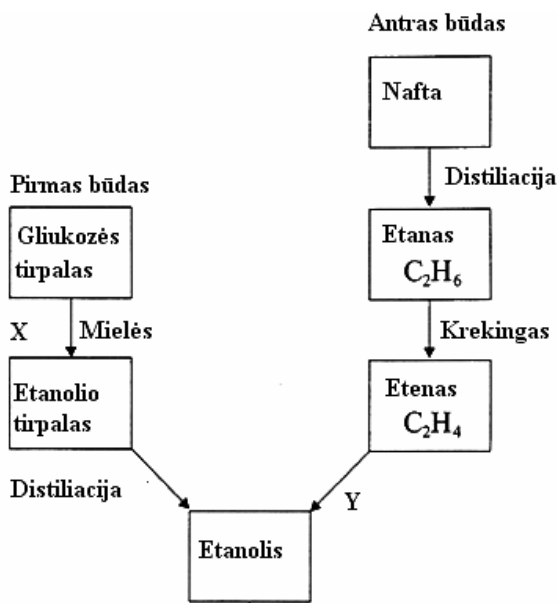 Antras būdas
Nafta
Distiliacija
Pirmas būdas
Gliukozės
tirpalas
Etanas
C₂H₆
X
Mielės
Krekingas
Etanolio
tirpalas
Etenas
C₂H₄
Distiliacija
Y
Etanolis